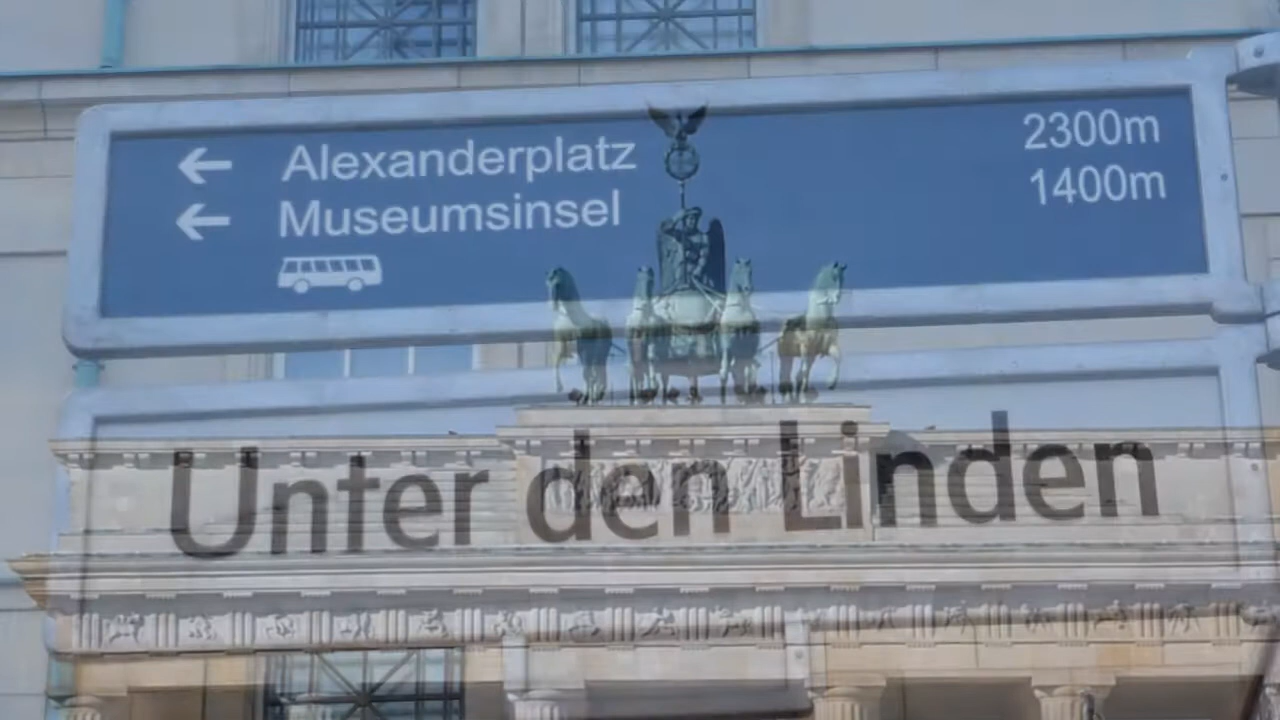 ← Alexanderplatz 2300m
← Museumsinsel 1400m
Unter den Linden